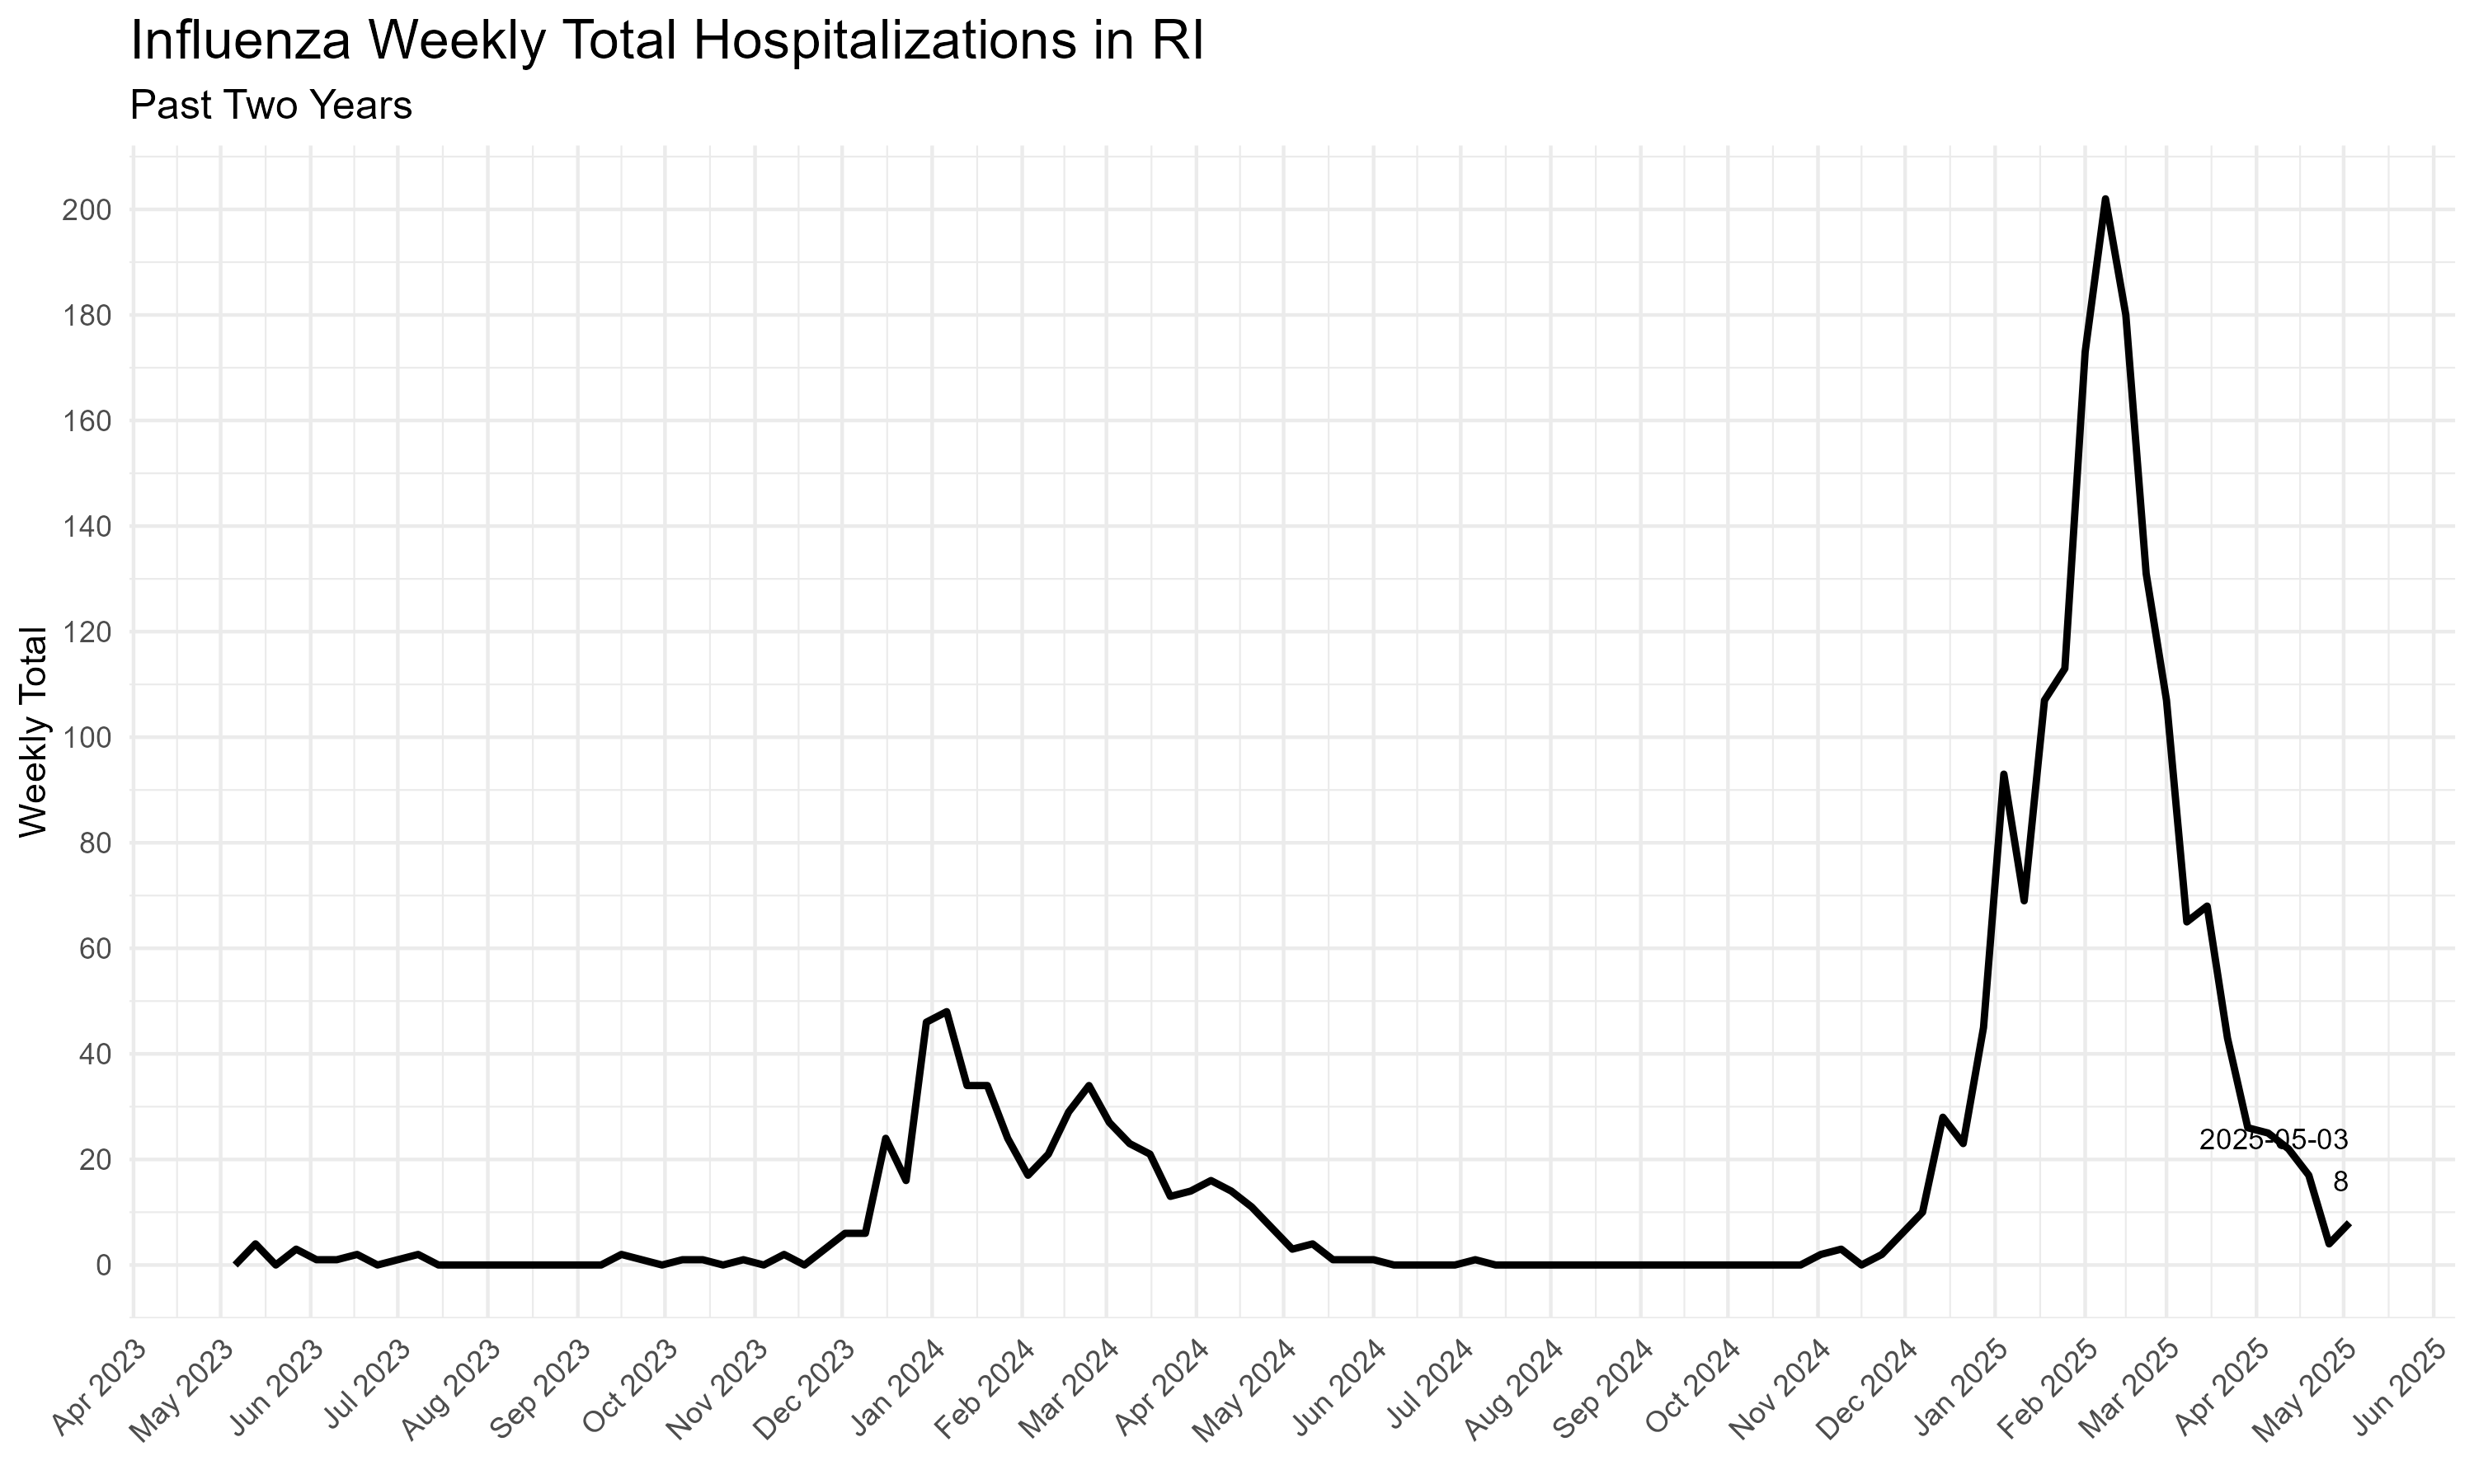 Influenza Weekly Total Hospitalizations in RI
Past Two Years
Weekly Total
200
180
160
140
120
100
80
60
40
20
0
2025-05-03
8
Apr 2023
May 2023
Jun 2023
Jul 2023
Aug 2023
Sep 2023
Oct 2023
Nov 2023
Dec 2023
Jan 2024
Feb 2024
Mar 2024
Apr 2024
May 2024
Jun 2024
Jul 2024
Aug 2024
Sep 2024
Oct 2024
Nov 2024
Dec 2024
Jan 2025
Feb 2025
Mar 2025
Apr 2025
May 2025
Jun 2025